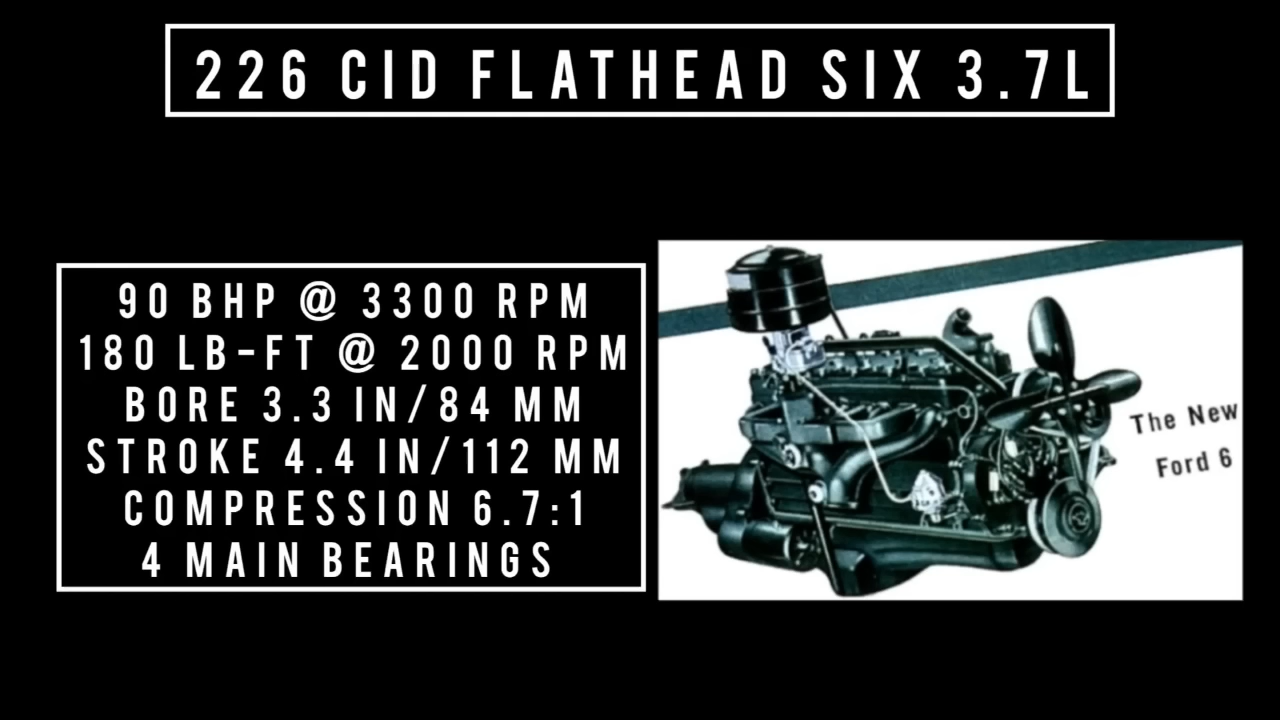 226 CID FLATHEAD SIX 3.7L
90 BHP @ 3300 RPM
180 LB-FT @ 2000 RPM
BORE 3.3 IN/84 MM
STROKE 4.4 IN/112 MM
COMPRESSION 6.7:1
4 MAIN BEARINGS
The New
Ford 6